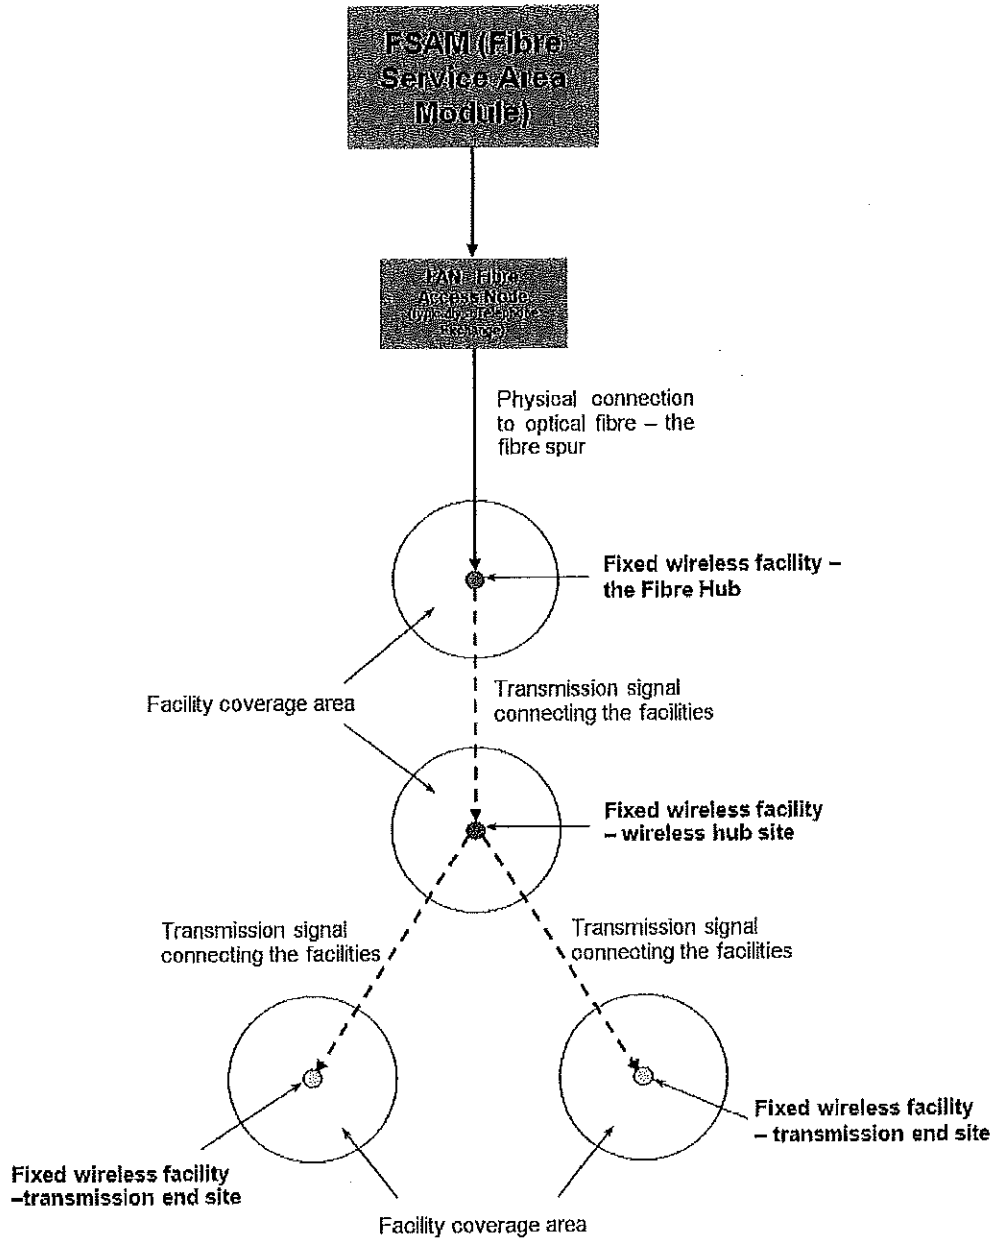 FSAM (Fibre
Service Area
Module)
FAN - Fibre
Access Node
(typically a Telephone
Exchange)
Physical connection
to optical fibre – the
fibre spur
Fixed wireless facility –
the Fibre Hub
Facility coverage area
Transmission signal
connecting the facilities
Fixed wireless facility
– wireless hub site
Transmission signal
connecting the facilities
Transmission signal
connecting the facilities
Fixed wireless facility
– transmission end site
Fixed wireless facility
–transmission end site
Facility coverage area